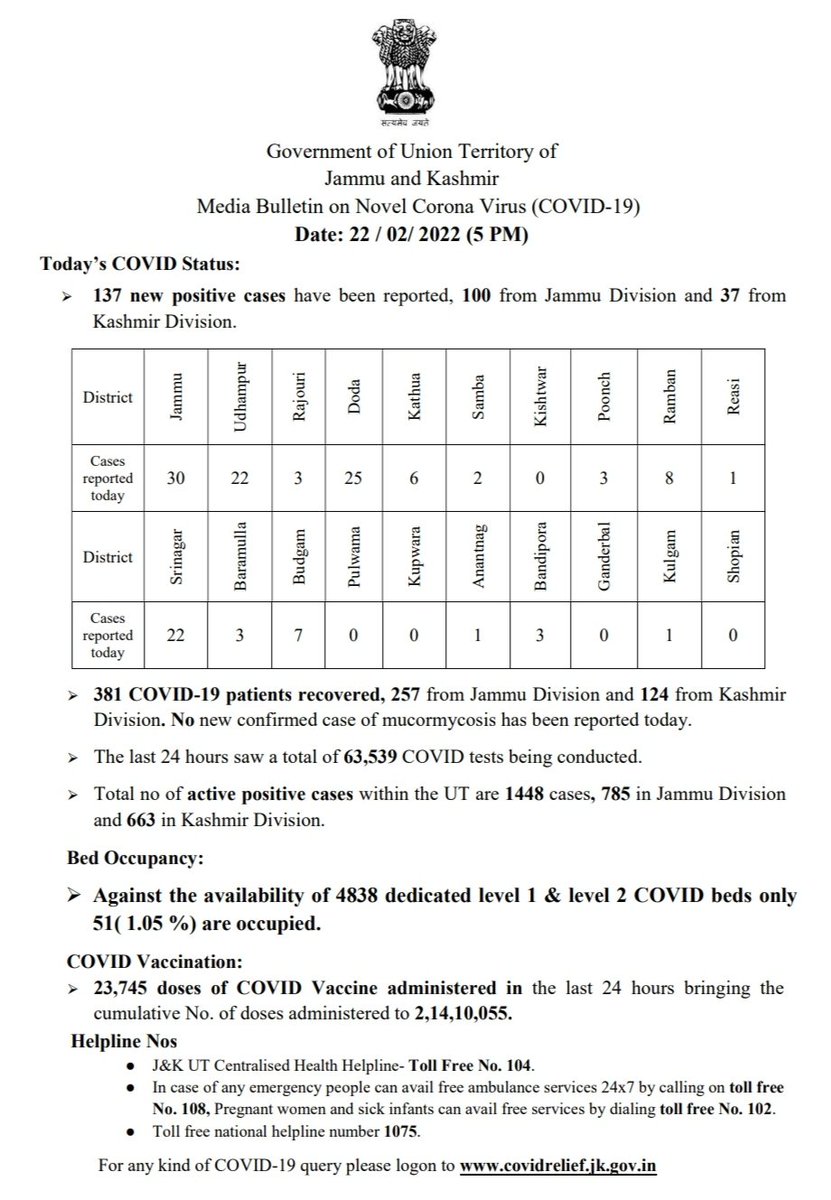 सत्यमेव जयते
Government of Union Territory of
Jammu and Kashmir
Media Bulletin on Novel Corona Virus (COVID-19)
Date: 22 / 02/ 2022 (5 PM)
Today’s COVID Status:
➢ 137 new positive cases have been reported, 100 from Jammu Division and 37 from
Kashmir Division.
District Jammu Udhampur Rajouri Doda Kathua Samba Kishtwar Poonch Ramban Reasi
Cases
reported
today
30 22 3 25 6 2 0 3 8 1
District Srinagar Baramulla Budgam Pulwama Kupwara Anantnag Bandipora Ganderbal Kulgam Shopian
Cases
reported
today
22 3 7 0 0 1 3 0 1 0
➢ 381 COVID-19 patients recovered, 257 from Jammu Division and 124 from Kashmir
Division. No new confirmed case of mucormycosis has been reported today.
➢ The last 24 hours saw a total of 63,539 COVID tests being conducted.
➢ Total no of active positive cases within the UT are 1448 cases, 785 in Jammu Division
and 663 in Kashmir Division.
Bed Occupancy:
➢ Against the availability of 4838 dedicated level 1 & level 2 COVID beds only
51( 1.05 %) are occupied.
COVID Vaccination:
➢ 23,745 doses of COVID Vaccine administered in the last 24 hours bringing the
cumulative No. of doses administered to 2,14,10,055.
Helpline Nos
● J&K UT Centralised Health Helpline- Toll Free No. 104.
● In case of any emergency people can avail free ambulance services 24x7 by calling on toll free
No. 108, Pregnant women and sick infants can avail free services by dialing toll free No. 102.
● Toll free national helpline number 1075.
For any kind of COVID-19 query please logon to www.covidrelief.jk.gov.in